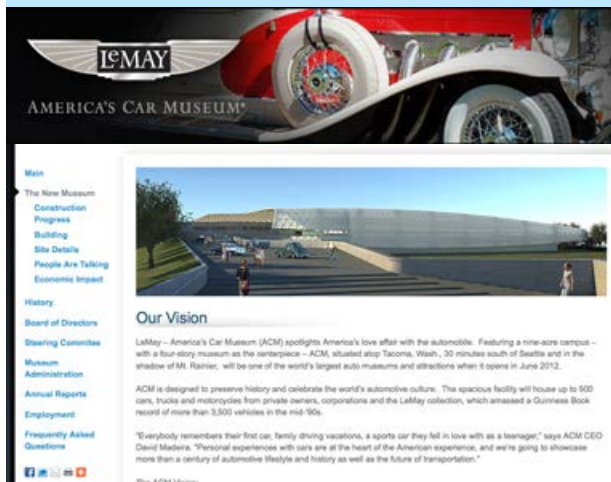 LeMAY
AMERICA'S CAR MUSEUM®
Main
The New Museum
Construction
Progress
Building
Site Details
People Are Talking
Economic Impact
History
Board of Directors
Steering Commitee
Museum
Administration
Annual Reports
Employment
Frequently Asked
Questions
Our Vision
LeMay – America's Car Museum (ACM) spotlights America's love affair with the automobile. Featuring a nine-acre campus –
with a four-story museum as the centerpiece – ACM, situated atop Tacoma, Wash., 30 minutes south of Seattle and in the
shadow of Mt. Rainier, will be one of the world's largest auto museums and attractions when it opens in June 2012.
ACM is designed to preserve history and celebrate the world's automotive culture. The spacious facility will house up to 500
cars, trucks and motorcycles from private owners, corporations and the LeMay collection, which amassed a Guinness Book
record of more than 3,500 vehicles in the mid-'90s.
"Everybody remembers their first car, family driving vacations, a sports car they fell in love with as a teenager," says ACM CEO
David Madeira. "Personal experiences with cars are at the heart of the American experience, and we're going to showcase
more than a century of automotive lifestyle and history as well as the future of transportation."
The ACM Vision: